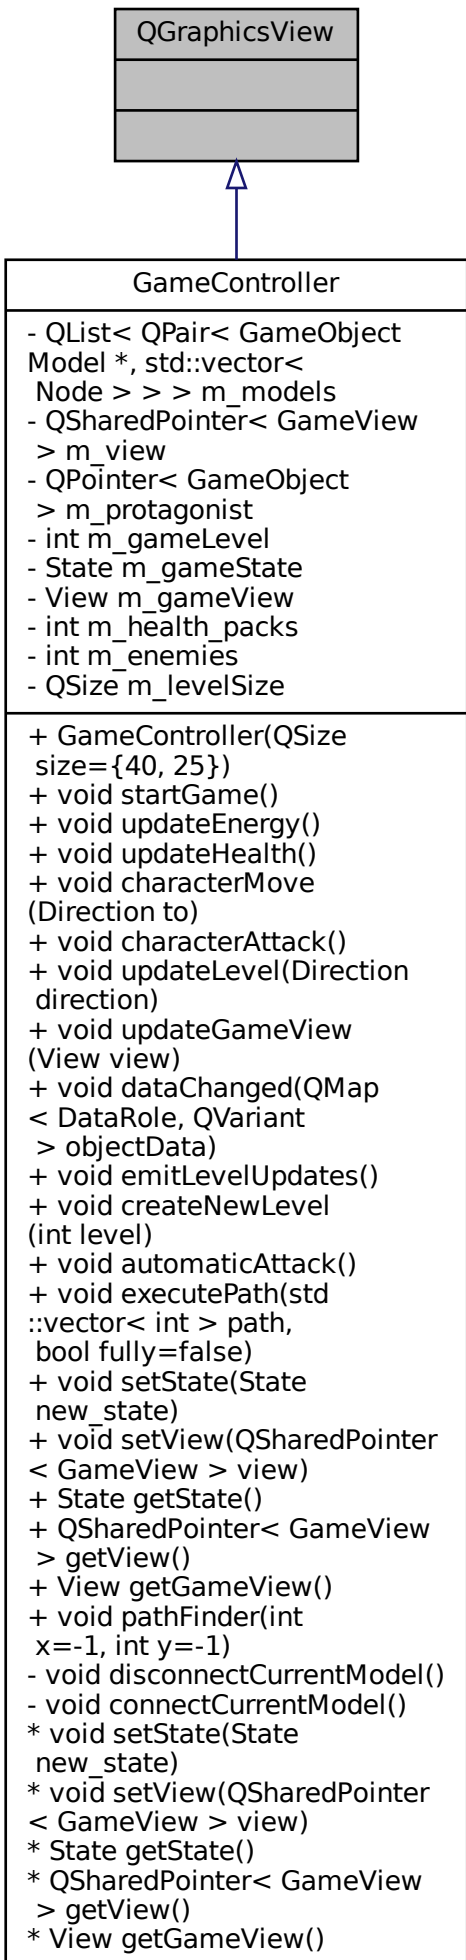 QGraphicsView
GameController
- QList< QPair< GameObject
Model *, std::vector<
Node > > > m_models
- QSharedPointer< GameView
> m_view
- QPointer< GameObject
> m_protagonist
- int m_gameLevel
- State m_gameState
- View m_gameView
- int m_health_packs
- int m_enemies
- QSize m_levelSize
+ GameController(QSize
size={40, 25})
+ void startGame()
+ void updateEnergy()
+ void updateHealth()
+ void characterMove
(Direction to)
+ void characterAttack()
+ void updateLevel(Direction
direction)
+ void updateGameView
(View view)
+ void dataChanged(QMap
< DataRole, QVariant
> objectData)
+ void emitLevelUpdates()
+ void createNewLevel
(int level)
+ void automaticAttack()
+ void executePath(std
::vector< int > path,
bool fully=false)
+ void setState(State
new_state)
+ void setView(QSharedPointer
< GameView > view)
+ State getState()
+ QSharedPointer< GameView
> getView()
+ View getGameView()
+ void pathFinder(int
x=-1, int y=-1)
- void disconnectCurrentModel()
- void connectCurrentModel()
* void setState(State
new_state)
* void setView(QSharedPointer
< GameView > view)
* State getState()
* QSharedPointer< GameView
> getView()
* View getGameView()